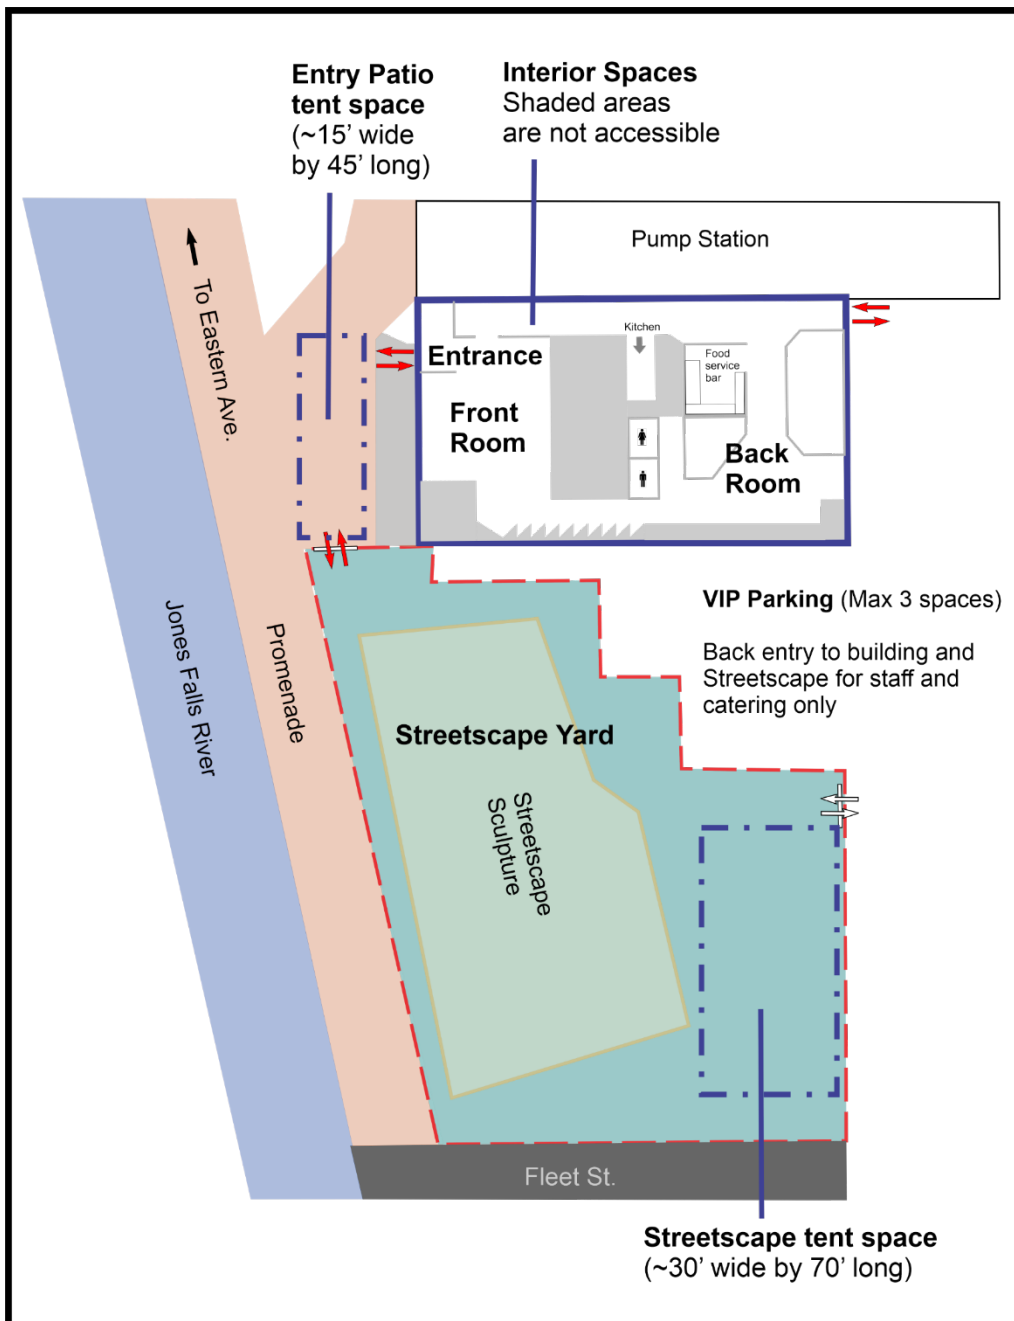 Entry Patio
tent space
(~15’ wide
by 45’ long)
Interior Spaces
Shaded areas
are not accessible
Pump Station
To Eastern Ave.
Kitchen
Entrance
Food
service
bar
Front
Room
Back
Room
VIP Parking (Max 3 spaces)
Back entry to building and
Streetscape for staff and
catering only
Jones Falls River
Promenade
Streetscape Yard
Streetscape
Sculpture
Fleet St.
Streetscape tent space
(~30’ wide by 70’ long)